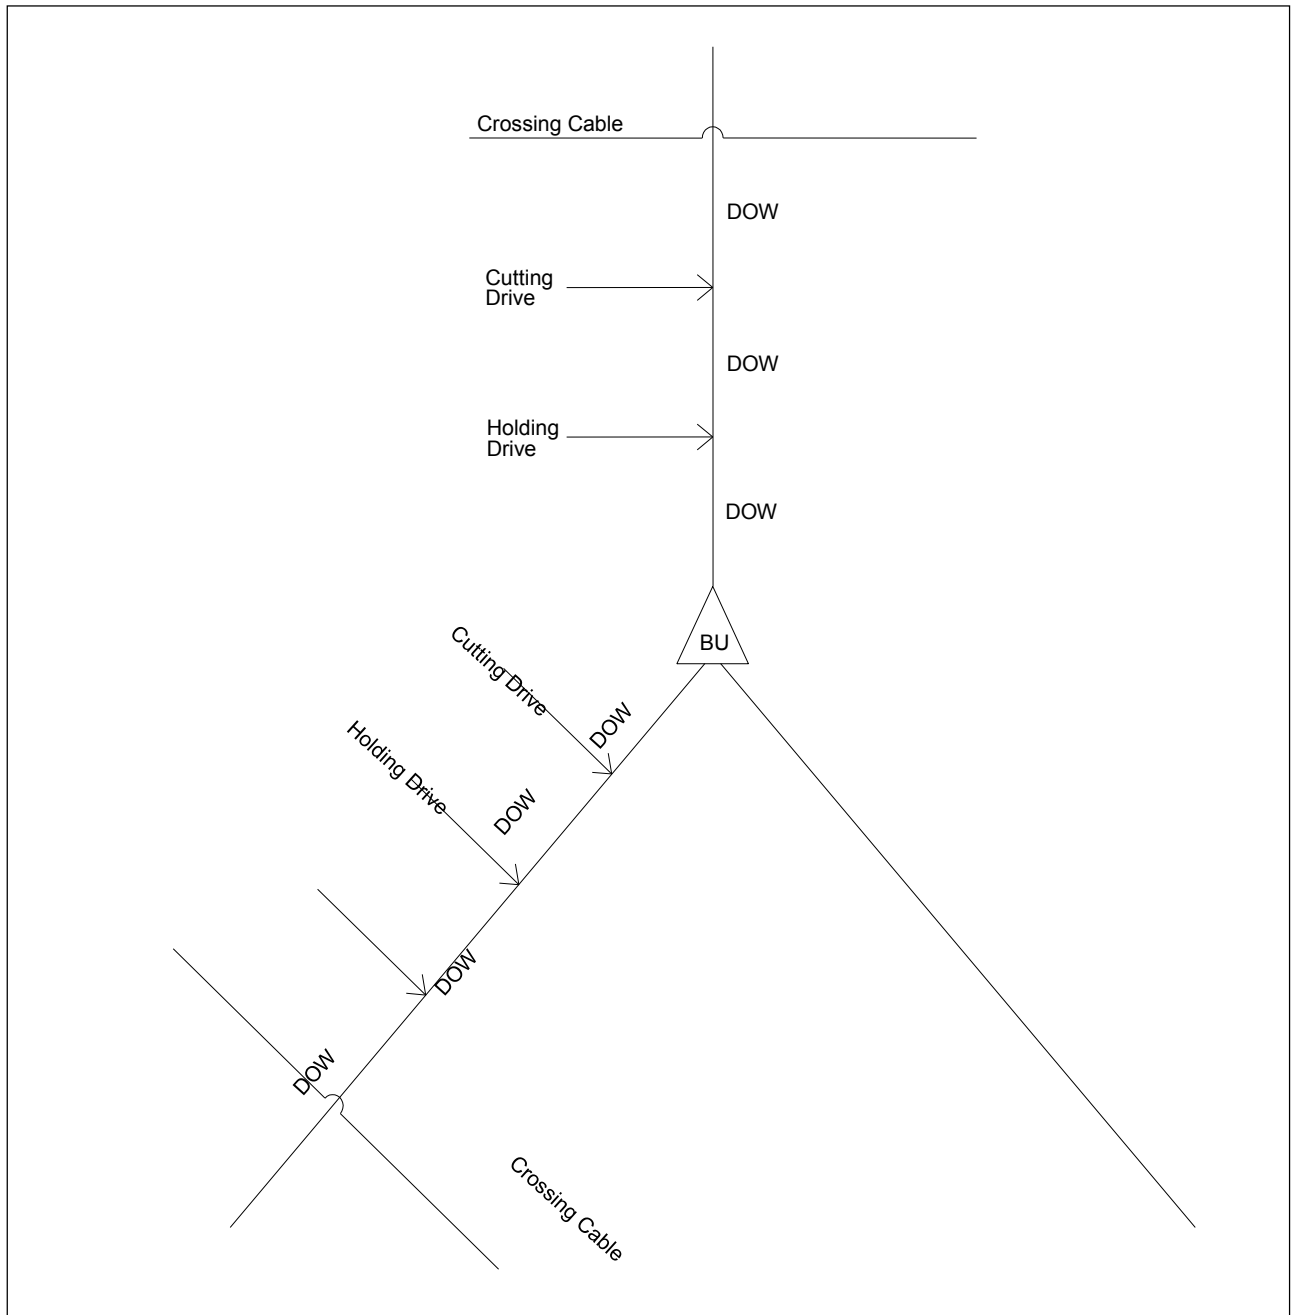 Crossing Cable
DOW
Cutting
Drive
DOW
Holding
Drive
DOW
BU
Cutting Drive
DOW
Holding Drive
DOW
DOW
DOW
Crossing Cable